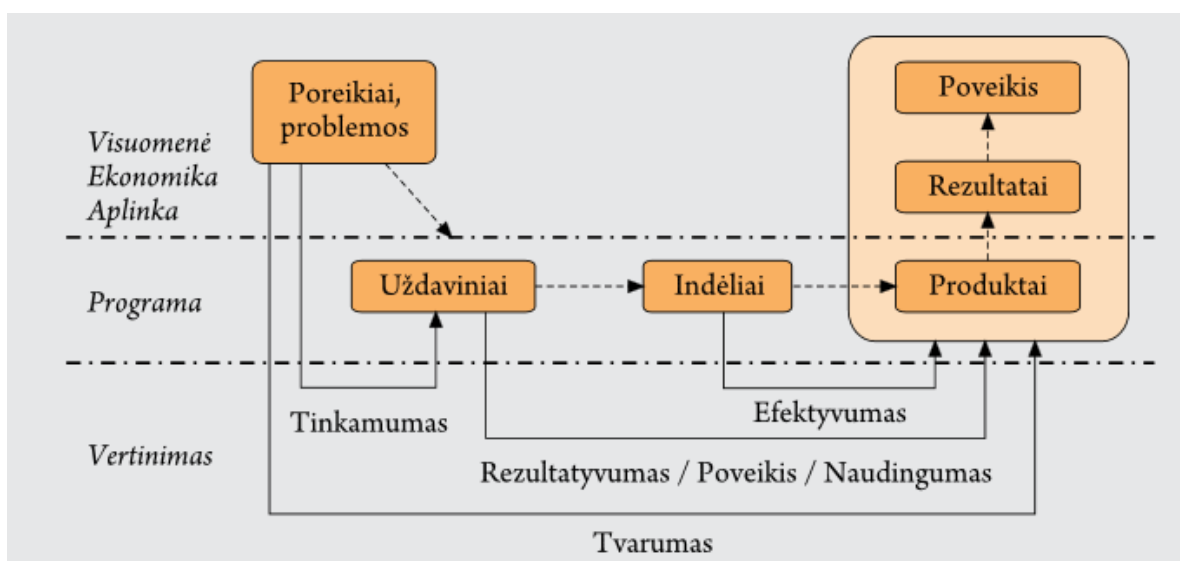 Poreikiai,
problemos
Poveikis
Visuomenė
Ekonomika
Aplinka
Rezultatai
Programa
Uždaviniai
Indėliai
Produktai
Tinkamumas
Efektyvumas
Vertinimas
Rezultatyvumas / Poveikis / Naudingumas
Tvarumas